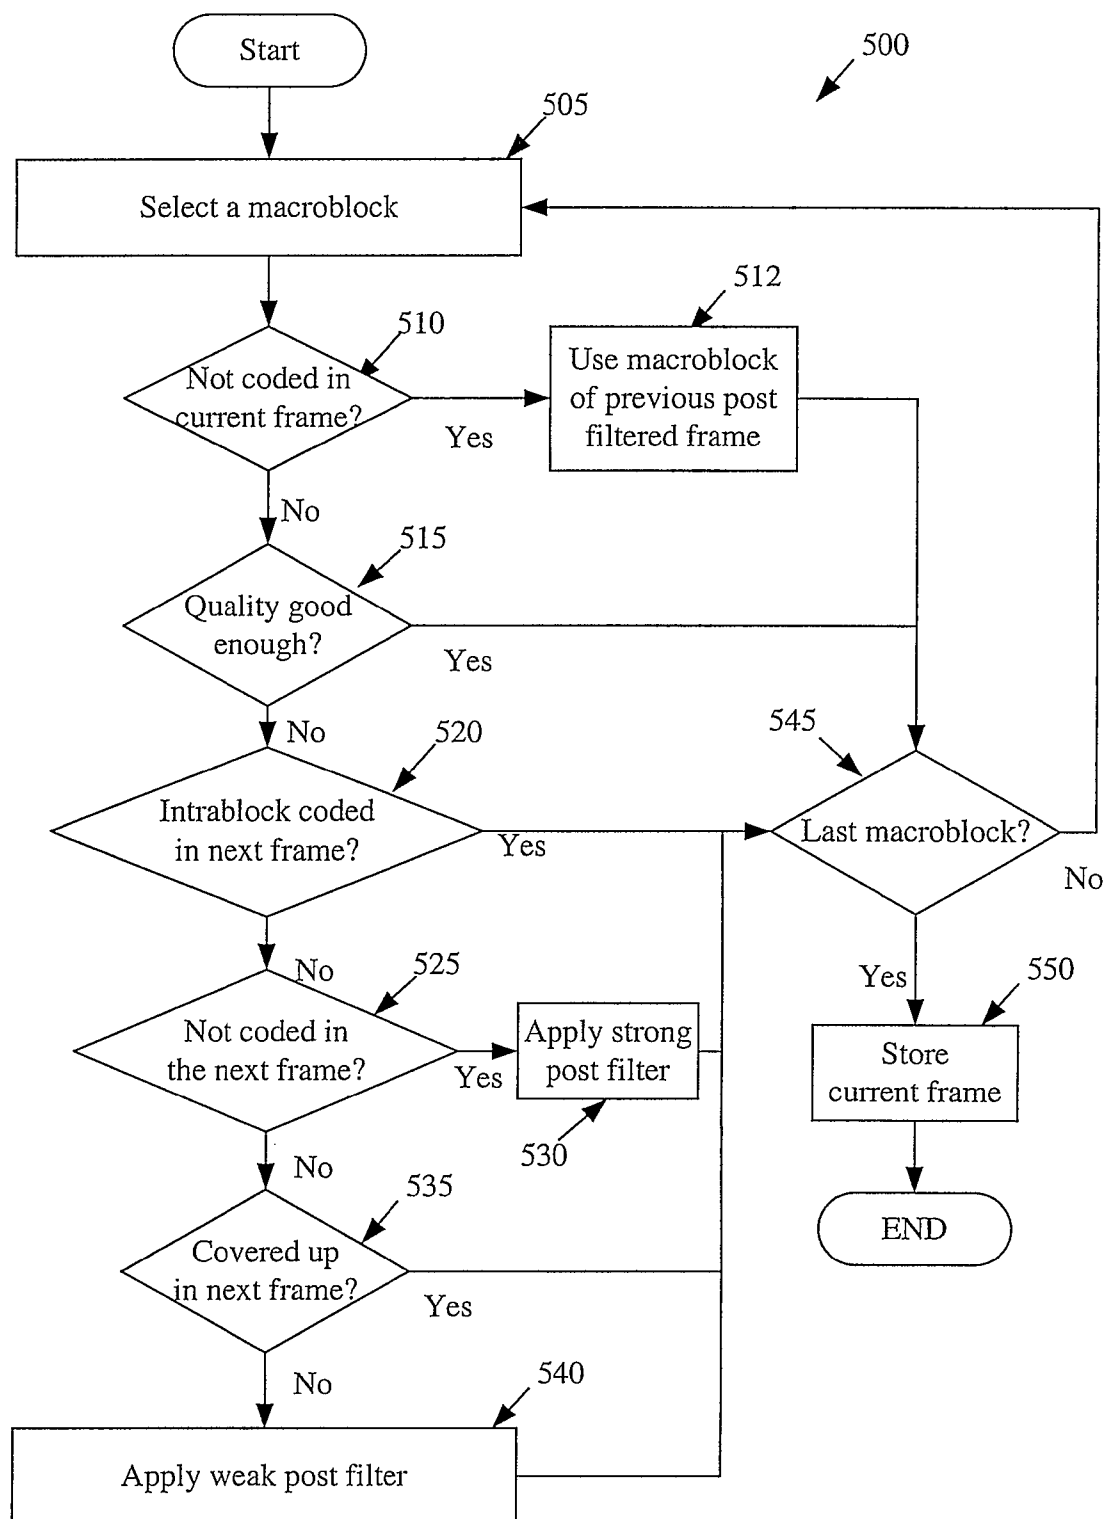 Start
500
505
Select a macroblock
510
512
Not coded in
current frame?
Yes
Use macroblock
of previous post
filtered frame
No
515
Quality good
enough?
Yes
No
520
545
Intrablock coded
in next frame?
Yes
Last macroblock?
No
No
525
Yes
550
Not coded in
the next frame?
Yes
Apply strong
post filter
530
Store
current frame
No
535
END
Covered up
in next frame?
Yes
No
540
Apply weak post filter